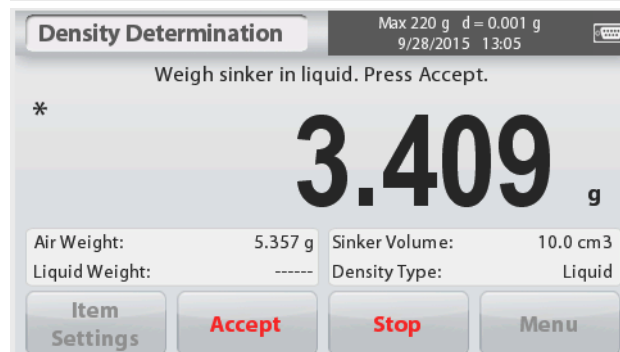 Density Determination
Max 220 g d = 0.001 g
9/28/2015 13:05
Weigh sinker in liquid. Press Accept.
*
3.409 g
Air Weight: 5.357 g Sinker Volume: 10.0 cm3
Liquid Weight: ------ Density Type: Liquid
Item Settings Accept Stop Menu